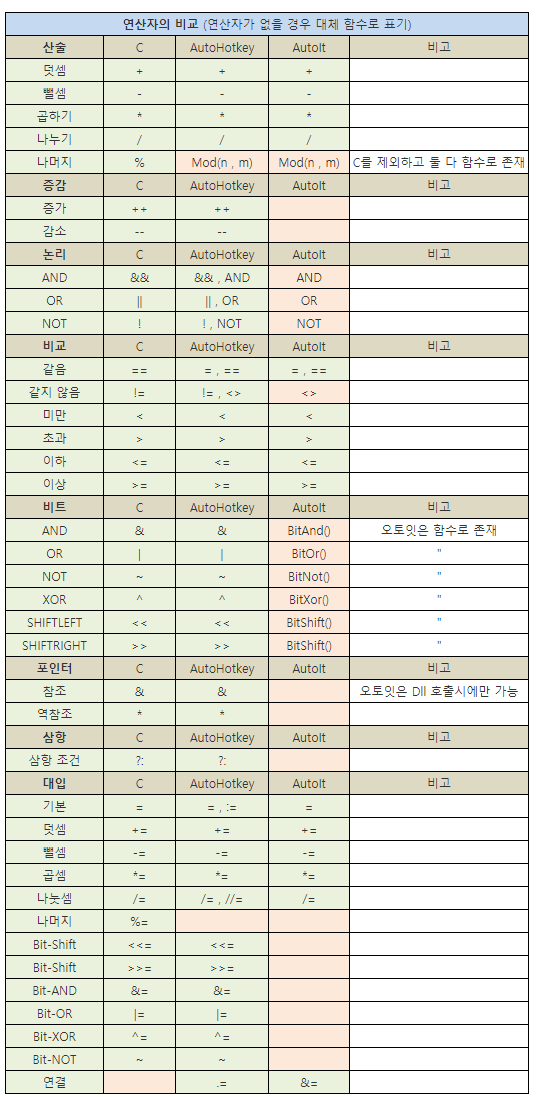 연산자의 비교 (연산자가 없을 경우 대체 함수로 표기)
산술 C AutoHotkey AutoIt 비고
덧셈 + + +
뺄셈 - - -
곱하기 * * *
나누기 / / /
나머지 % Mod(n , m) Mod(n , m) C를 제외하고 둘 다 함수로 존재
증감 C AutoHotkey AutoIt 비고
증가 ++ ++
감소 -- --
논리 C AutoHotkey AutoIt 비고
AND && && , AND AND
OR || || , OR OR
NOT ! ! , NOT NOT
비교 C AutoHotkey AutoIt 비고
같음 == = , == = , ==
같지 않음 != != , <> <>
미만 < < <
초과 > > >
이하 <= <= <=
이상 >= >= >=
비트 C AutoHotkey AutoIt 비고
AND & & BitAnd() 오토잇은 함수로 존재
OR | | BitOr() "
NOT ~ ~ BitNot() "
XOR ^ ^ BitXor() "
SHIFTLEFT << << BitShift() "
SHIFTRIGHT >> >> BitShift() "
포인터 C AutoHotkey AutoIt 비고
참조 & & 오토잇은 Dll 호출시에만 가능
역참조 * *
삼항 C AutoHotkey AutoIt 비고
삼항 조건 ?: ?:
대입 C AutoHotkey AutoIt 비고
기본 = = , := =
덧셈 += += +=
뺄셈 -= -= -=
곱셈 *= *= *=
나눗셈 /= /= , //= /=
나머지 %=
Bit-Shift <<= <<=
Bit-Shift >>= >>=
Bit-AND &= &=
Bit-OR |= |=
Bit-XOR ^= ^=
Bit-NOT ~ ~
연결 .= &=